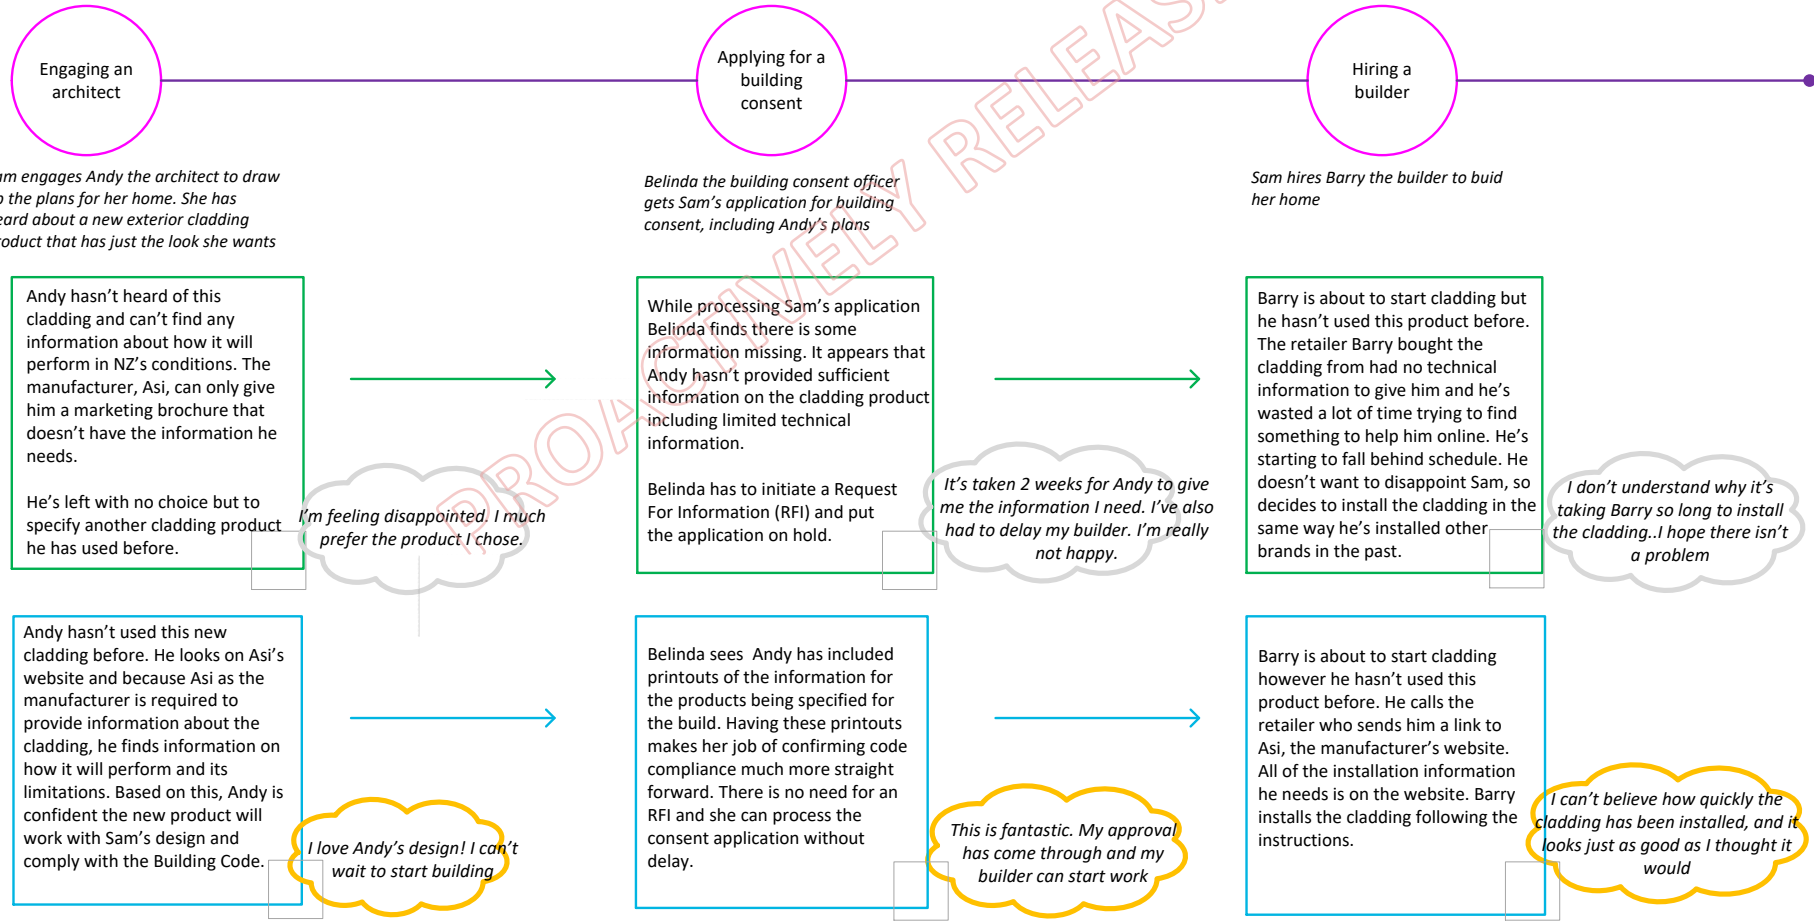 Engaging an
architect
Applying for a
building
consent
Hiring a
builder
am engages Andy the architect to draw
the plans for her home. She has
eard about a new exterior cladding
roduct that has just the look she wants
Belinda the building consent officer
gets Sam's application for building
consent, including Andy's plans
Sam hires Barry the builder to buid
her home
Andy hasn't heard of this
cladding and can't find any
information about how it will
perform in NZ's conditions. The
manufacturer, Asi, can only give
him a marketing brochure that
doesn't have the information he
needs.
He's left with no choice but to
specify another cladding product
he has used before.
I'm feeling disappointed. I much
prefer the product I chose.
While processing Sam's application
Belinda finds there is some
information missing. It appears that
Andy hasn't provided sufficient
information on the cladding product
including limited technical
information.
Belinda has to initiate a Request
For Information (RFI) and put
the application on hold.
It's taken 2 weeks for Andy to give
me the information I need. I've also
had to delay my builder. I'm really
not happy.
Barry is about to start cladding but
he hasn't used this product before.
The retailer Barry bought the
cladding from had no technical
information to give him and he's
wasted a lot of time trying to find
something to help him online. He's
starting to fall behind schedule. He
doesn't want to disappoint Sam, so
decides to install the cladding in the
same way he's installed other
brands in the past.
I don't understand why it's
taking Barry so long to install
the cladding..I hope there isn't
a problem
Andy hasn't used this new
cladding before. He looks on Asi's
website and because Asi as the
manufacturer is required to
provide information about the
cladding, he finds information on
how it will perform and its
limitations. Based on this, Andy is
confident the new product will
work with Sam's design and
comply with the Building Code.
I love Andy's design! I can't
wait to start building
Belinda sees Andy has included
printouts of the information for
the products being specified for
the build. Having these printouts
makes her job of confirming code
compliance much more straight
forward. There is no need for an
RFI and she can process the
consent application without
delay.
This is fantastic. My approval
has come through and my
builder can start work
Barry is about to start cladding
however he hasn't used this
product before. He calls the
retailer who sends him a link to
Asi, the manufacturer's website.
All of the installation information
he needs is on the website. Barry
installs the cladding following the
instructions.
I can't believe how quickly the
cladding has been installed, and it
looks just as good as I thought it
would
PROACTIVELY RELEAS